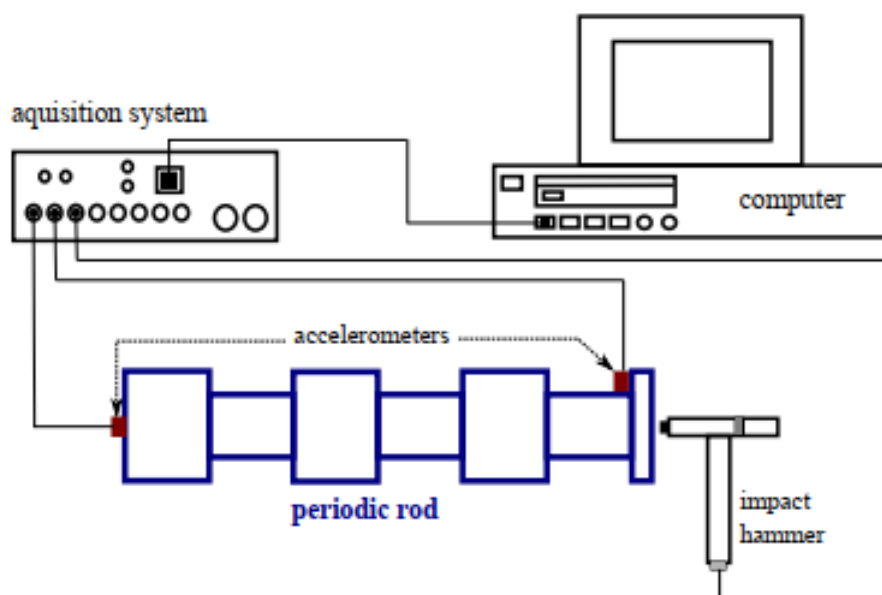 aquisition system
computer
accelerometers
periodic rod
impact
hammer